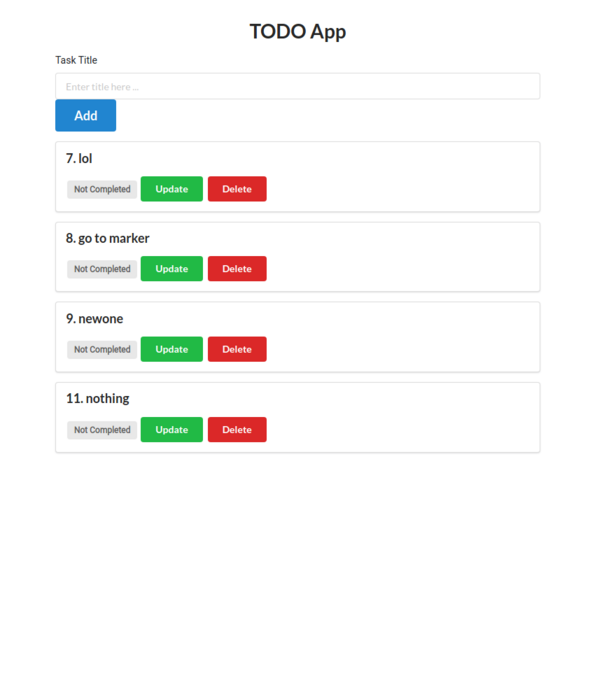 TODO App
Task Title
Enter title here ...
Add
7. lol
Not Completed Update Delete
8. go to marker
Not Completed Update Delete
9. newone
Not Completed Update Delete
11. nothing
Not Completed Update Delete